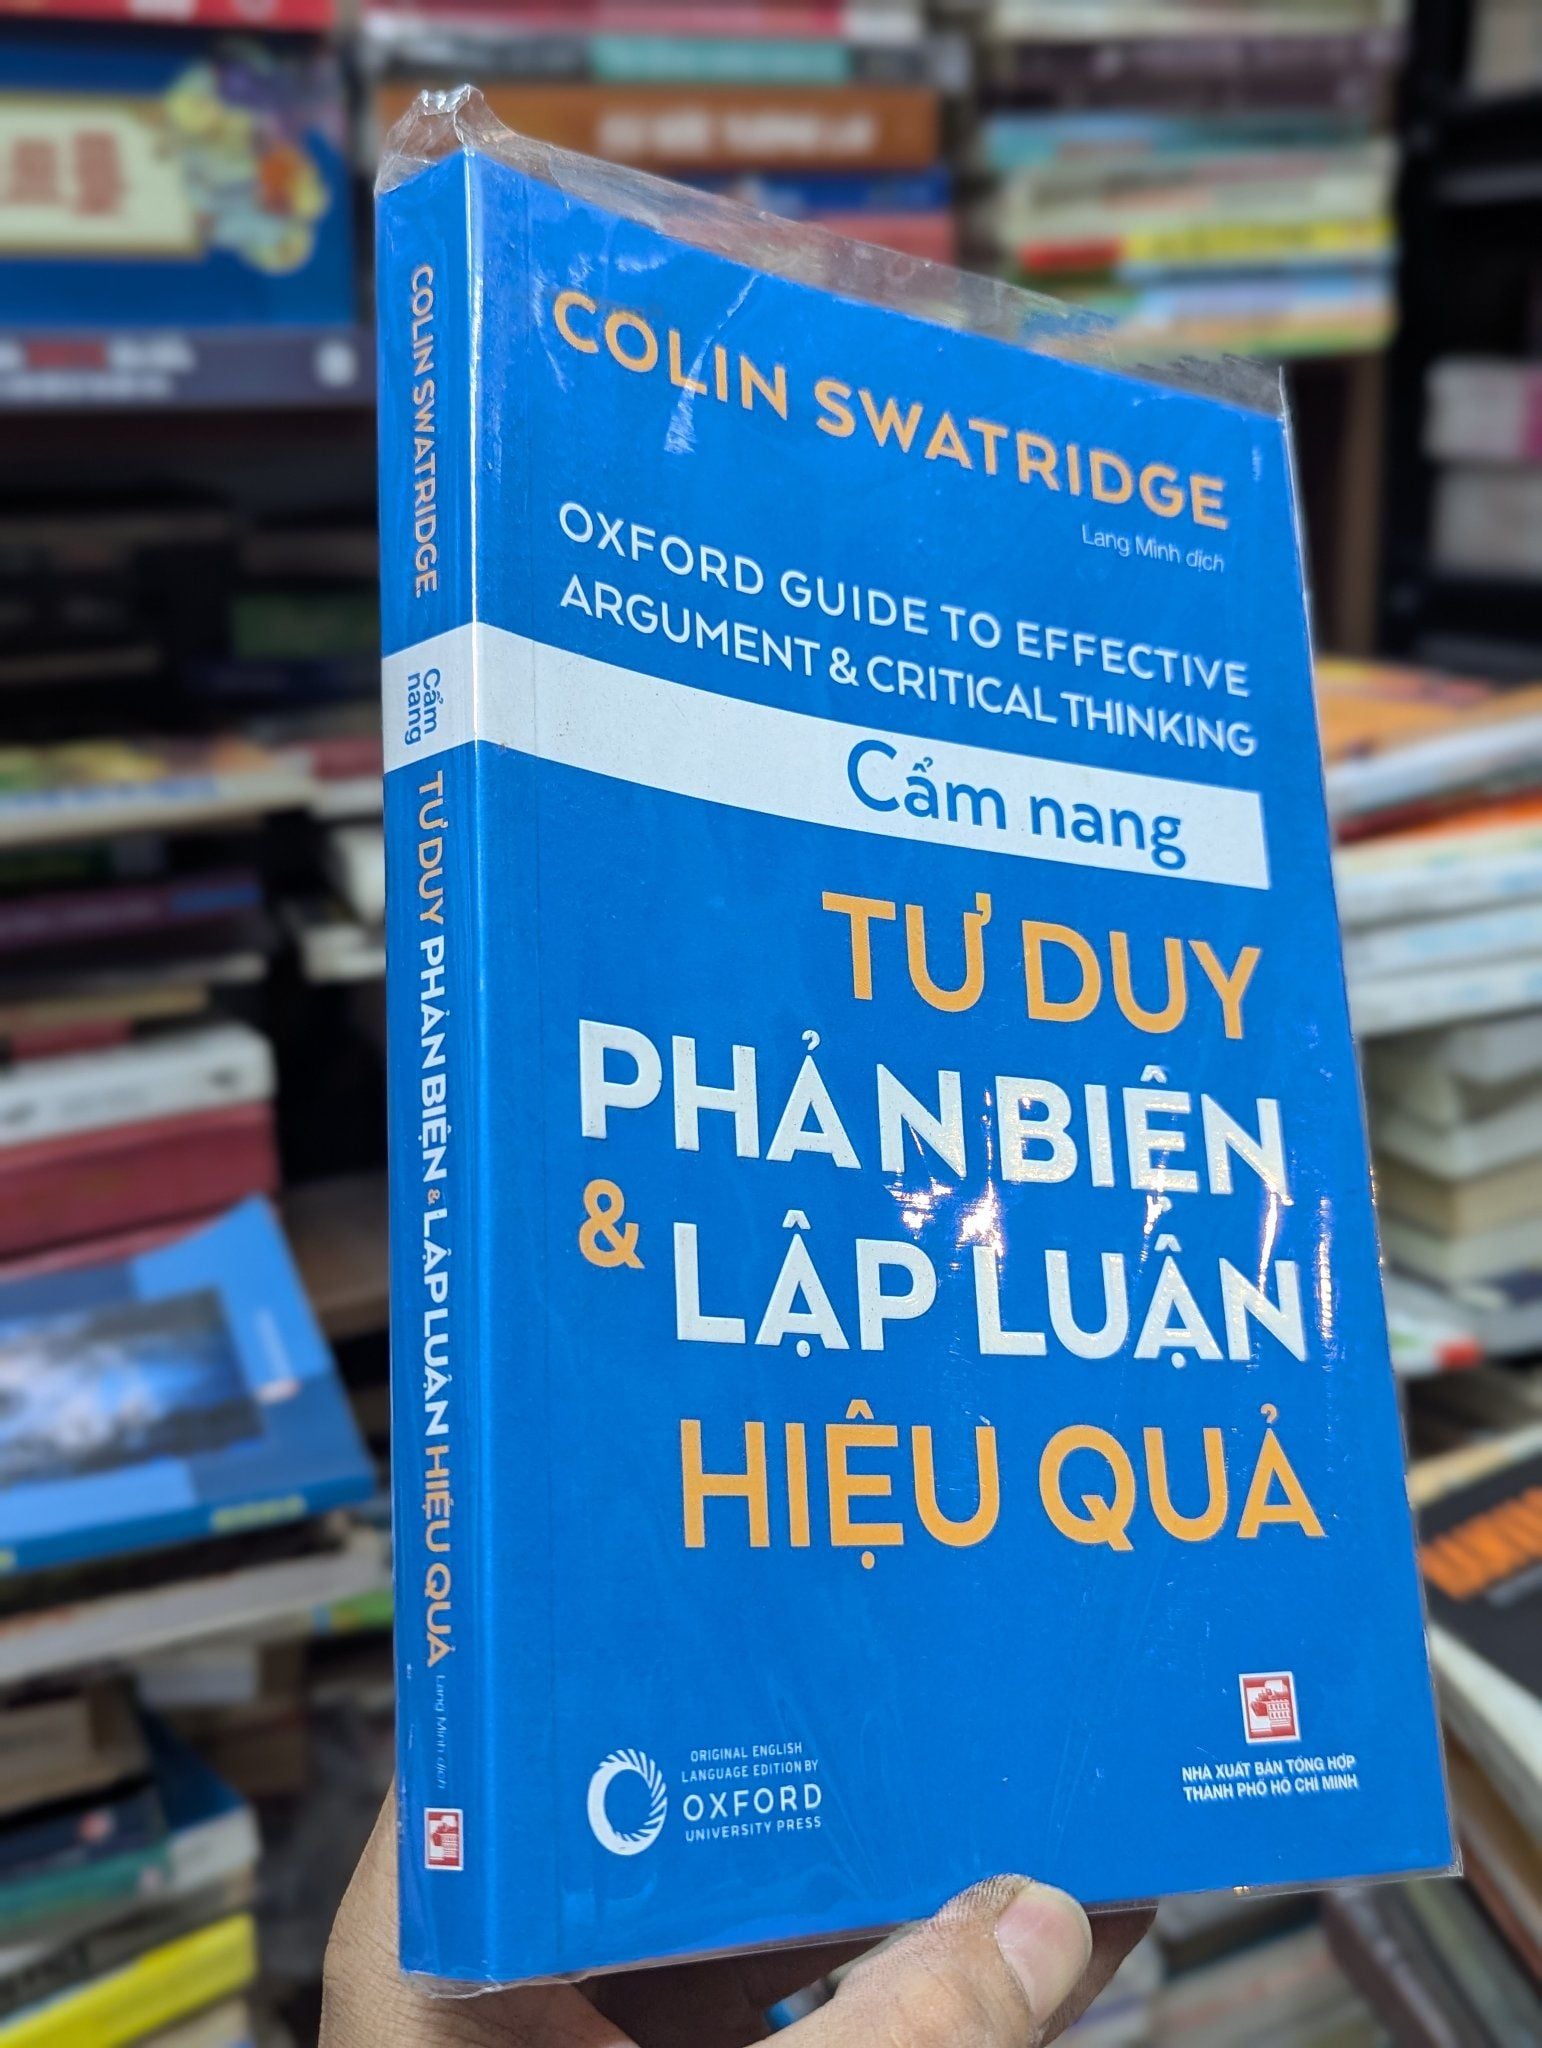 COLIN SWATRIDGE
Lang Minh dịch
OXFORD GUIDE TO EFFECTIVE
ARGUMENT & CRITICAL THINKING
Cẩm nang
TƯ DUY
PHẢN BIỆN
& LẬP LUẬN
HIỆU QUẢ
ORIGINAL ENGLISH
LANGUAGE EDITION BY
OXFORD
UNIVERSITY PRESS
NHÀ XUẤT BẢN TỔNG HỢP
THÀNH PHỐ HỒ CHÍ MINH
COLIN SWATRIDGE
Cẩm
nang
TƯ DUY PHẢN BIỆN & LẬP LUẬN HIỆU QUẢ
Lang Minh dịch